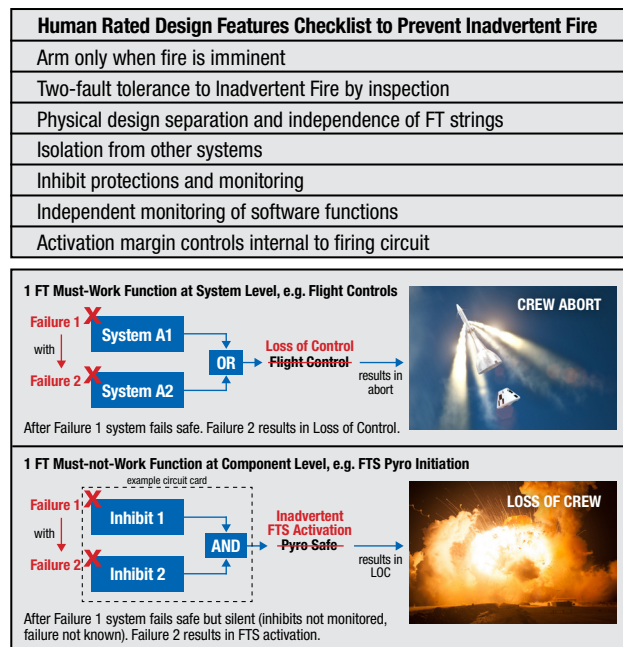 Human Rated Design Features Checklist to Prevent Inadvertent Fire
Arm only when fire is imminent
Two-fault tolerance to Inadvertent Fire by inspection
Physical design separation and independence of FT strings
Isolation from other systems
Inhibit protections and monitoring
Independent monitoring of software functions
Activation margin controls internal to firing circuit
1 FT Must-Work Function at System Level, e.g. Flight Controls
CREW ABORT
Failure 1
X
System A1
with
Failure 2
X
System A2
OR
Loss of Control
Flight Control
results in
abort
After Failure 1 system fails safe. Failure 2 results in Loss of Control.
1 FT Must-not-Work Function at Component Level, e.g. FTS Pyro Initiation
example circuit card
LOSS OF CREW
Failure 1
X
Inhibit 1
with
Failure 2
X
Inhibit 2
AND
Inadvertent
FTS Activation
Pyro Safe
results in
LOC
After Failure 1 system fails safe but silent (inhibits not monitored,
failure not known). Failure 2 results in FTS activation.